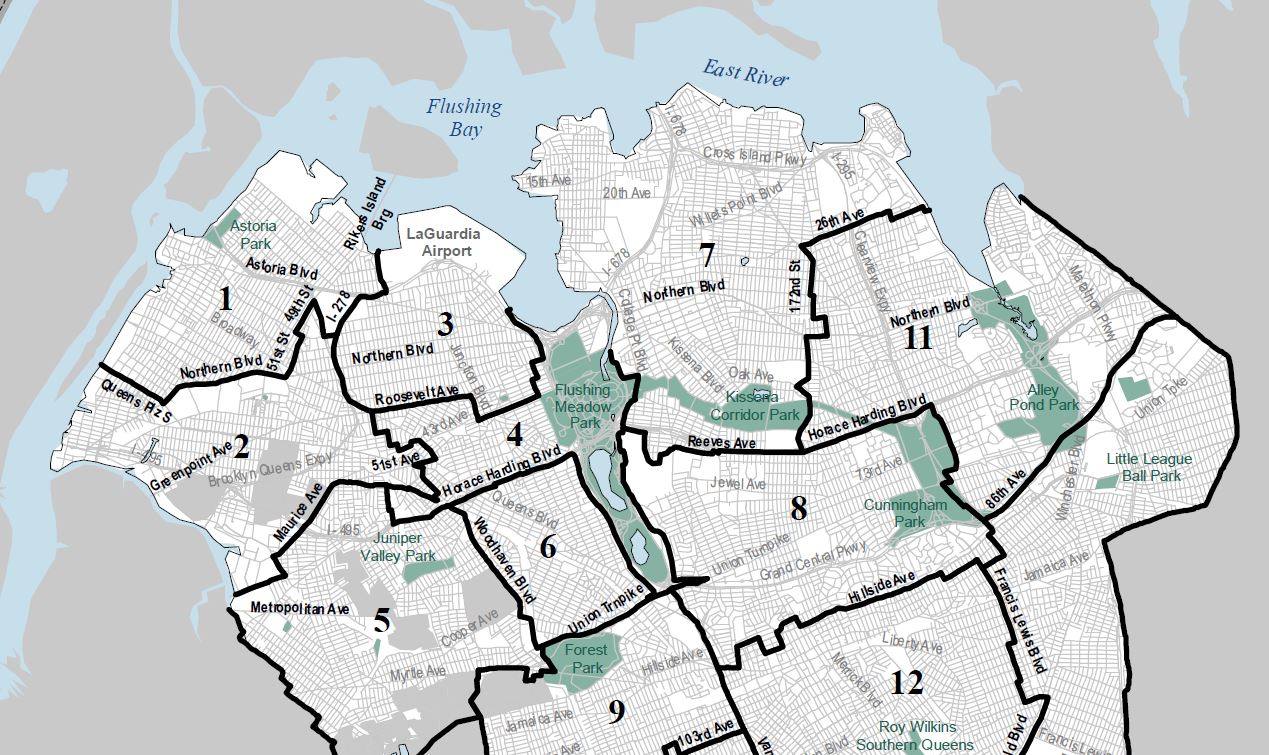 East River
Flushing
Bay
I-678
Cross Island Pkwy
I-295
15th Ave
20th Ave
Willets Point Blvd
Rikers Island
Brg
26th Ave
Astoria
Park
LaGuardia
Airport
Clearview Expy
7
I-678
172nd St
Marathon Pkwy
Astoria Blvd
1
49th St
I-278
College Pt Blvd
Northern Blvd
Northern Blvd
11
Broadway
3
51st St
Northern Blvd
Junction Blvd
Kissena Blvd
Northern Blvd
Oak Ave
Queens Plz S
Roosevelt Ave
Flushing
Meadow
Park
Kissena
Corridor Park
Alley
Pond Park
Union Tpke
43rd Ave
4
Horace Harding Blvd
2
I-495
Greenpoint Ave
Brooklyn Queens Expy
51st Ave
Horace Harding Blvd
Reeves Ave
73rd Ave
86th Ave
Winchester Blvd
Little League
Ball Park
Jewel Ave
Maurice Ave
Queens Blvd
8
Cunningham
Park
I-495
Juniper
Valley Park
Woodhaven Blvd
6
Union Turnpike
Grand Central Pkwy
Jamaica Ave
Metropolitan Ave
5
Cooper Ave
Union Trnpike
Hillside Ave
Francis Lewis Blvd
Forest
Park
Hillside Ave
Liberty Ave
Myrtle Ave
Merrick Blvd
12
9
Jamaica Ave
103rd Ave
Roy Wilkins
Southern Queens
Francis Lewis
Van
ld Blvd
Blvd
Ave